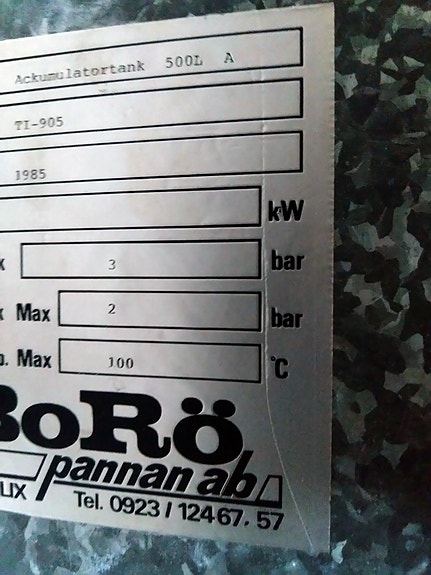 Ackumulatortank 500L A
TI-905
1985
kW
x 3 bar
Max 2 bar
p. Max 100 °C
BoRö
pannan ab
LIX Tel. 0923 / 124 67. 57